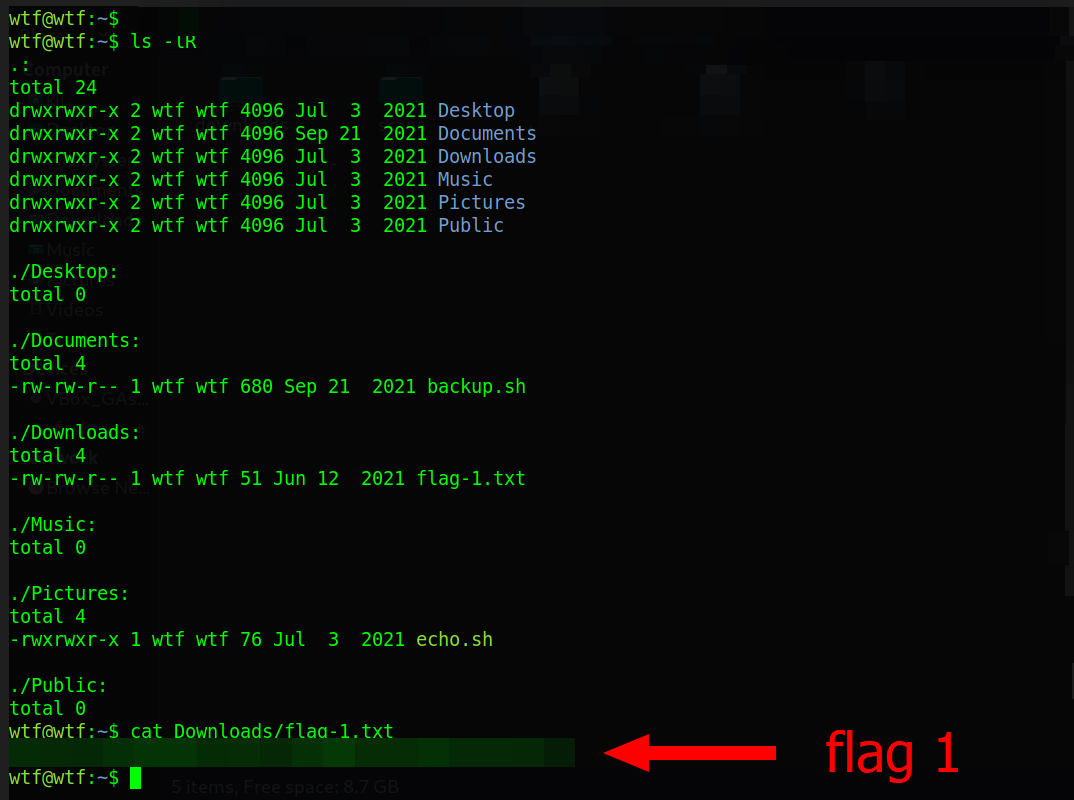 wtf@wtf:~$
wtf@wtf:~$ ls -lR
.:
Computer
total 24
drwxrwxr-x 2 wtf wtf 4096 Jul  3  2021 Desktop
drwxrwxr-x 2 wtf wtf 4096 Sep 21  2021 Documents
drwxrwxr-x 2 wtf wtf 4096 Jul  3  2021 Downloads
drwxrwxr-x 2 wtf wtf 4096 Jul  3  2021 Music
drwxrwxr-x 2 wtf wtf 4096 Jul  3  2021 Pictures
drwxrwxr-x 2 wtf wtf 4096 Jul  3  2021 Public
Music
./Desktop:
total 0
Videos
./Documents:
total 4
-rw-rw-r-- 1 wtf wtf 680 Sep 21  2021 backup.sh
VBox_GAs...
./Downloads:
total 4
-rw-rw-r-- 1 wtf wtf 51 Jun 12  2021 flag-1.txt
Browse Ne...
./Music:
total 0
./Pictures:
total 4
-rwxrwxr-x 1 wtf wtf 76 Jul  3  2021 echo.sh
./Public:
total 0
wtf@wtf:~$ cat Downloads/flag-1.txt
flag 1
wtf@wtf:~$
5 items, Free space: 8.7 GB